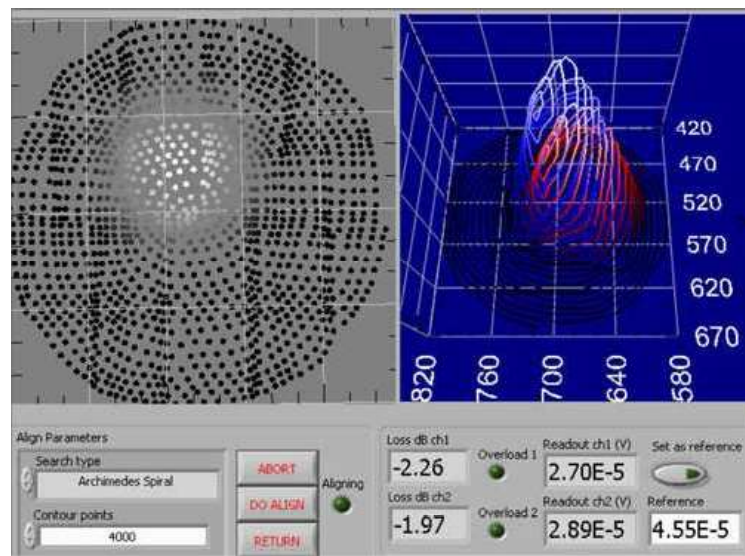 420
470
520
570
620
670
820
760
700
640
580
Align Parameters
Search type
Archimedes Spiral
Contour points
4000
ABORT
DO ALIGN
RETURN
Aligning
Loss dB ch1
-2.26
Overload 1
Readout ch1 (V)
2.70E-5
Set as reference
Loss dB ch2
-1.97
Overload 2
Readout ch2 (V)
2.89E-5
Reference
4.55E-5